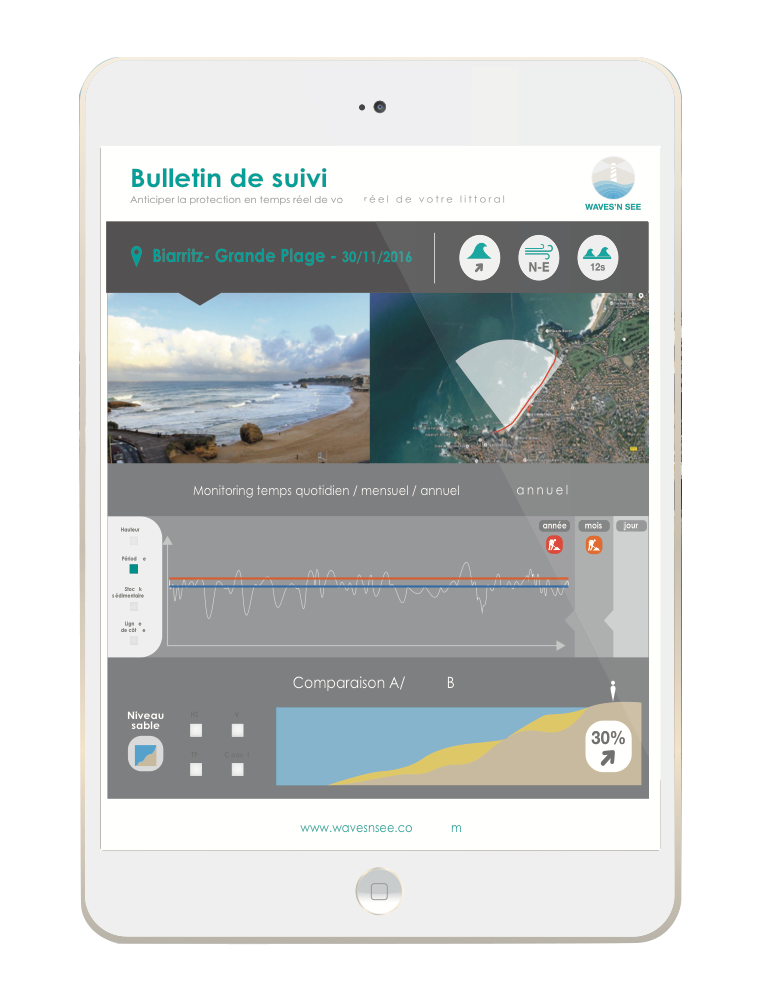 Bulletin de suivi
Anticiper la protection en temps réel de vo réel de votre littoral
WAVES'N SEE
Biarritz- Grande Plage - 30/11/2016
N-E
12s
Monitoring temps quotidien / mensuel / annuel annuel
Hauteur
Périod e
Stoc k
s édimentaire
Lign e
de côt e
année
mois
jour
Comparaison A/ B
Niveau
sable
30%
www.wavesnsee.co m